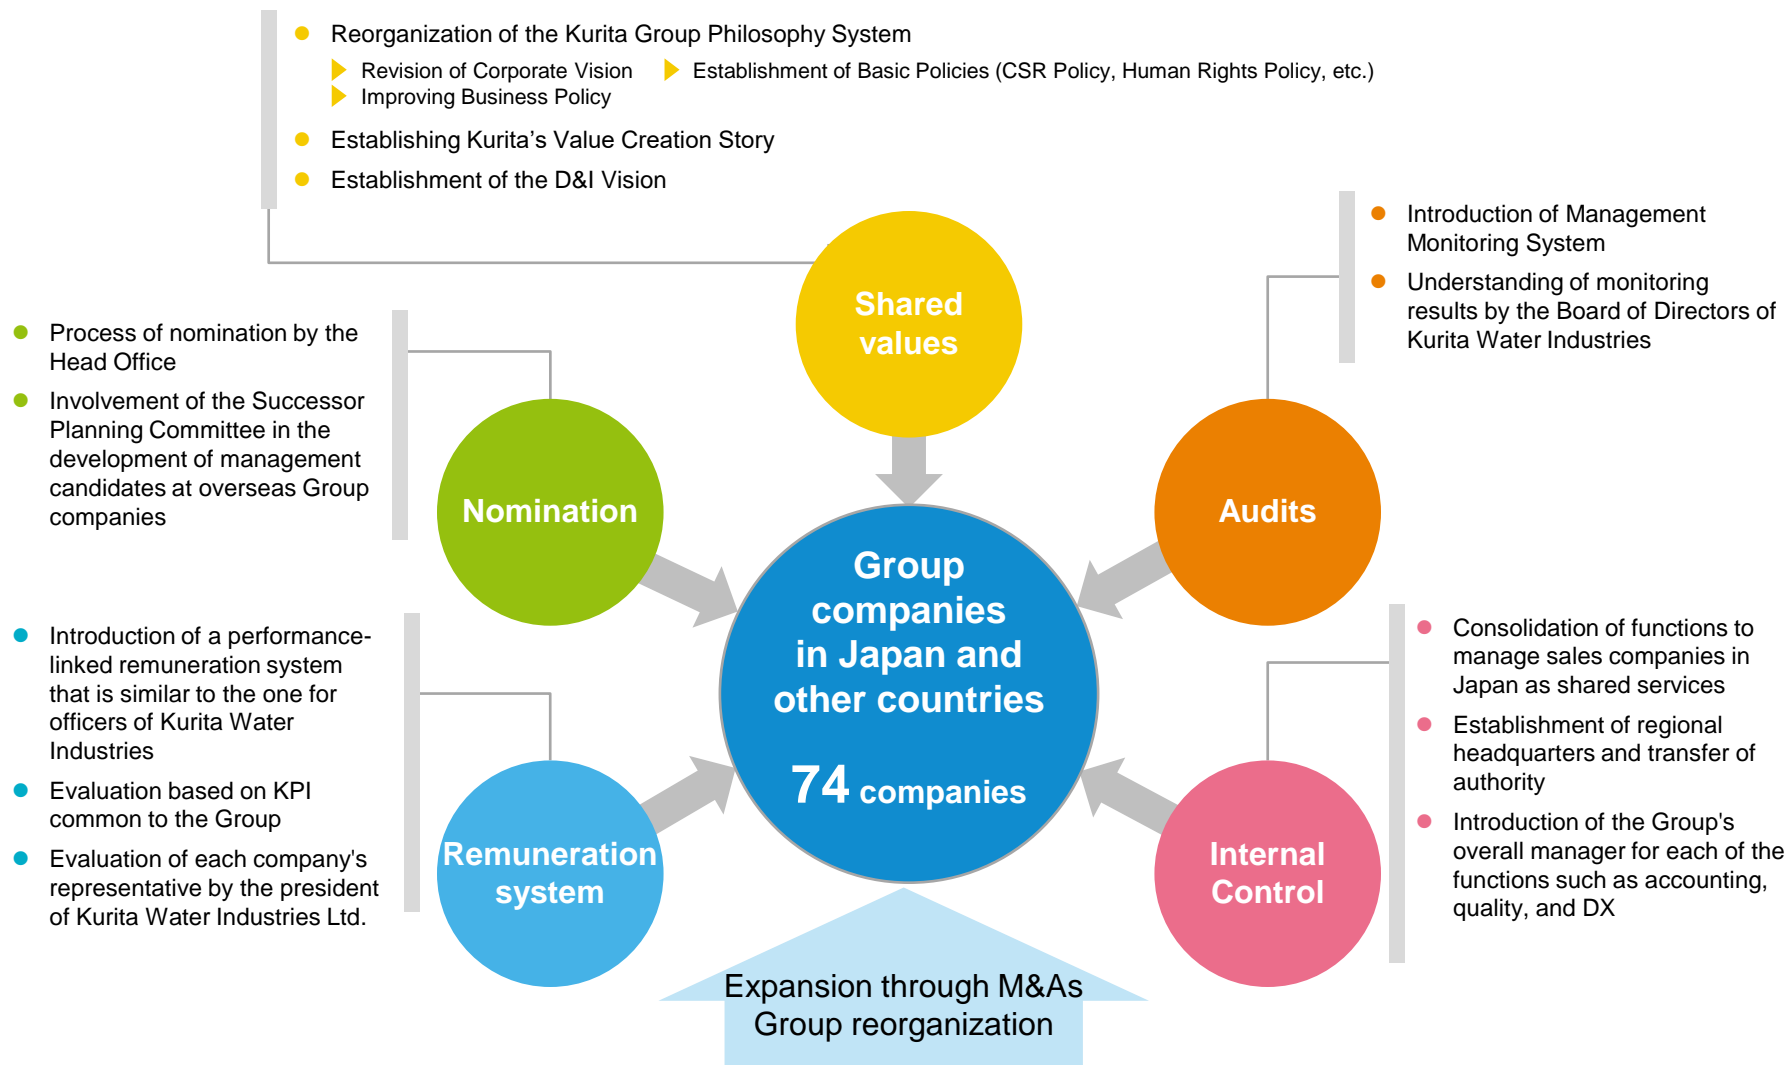 Reorganization of the Kurita Group Philosophy System
Revision of Corporate Vision
Establishment of Basic Policies (CSR Policy, Human Rights Policy, etc.)
Improving Business Policy
Establishing Kurita’s Value Creation Story
Establishment of the D&I Vision
Shared
values
Introduction of Management
Monitoring System
Understanding of monitoring
results by the Board of Directors of
Kurita Water Industries
Process of nomination by the
Head Office
Involvement of the Successor
Planning Committee in the
development of management
candidates at overseas Group
companies
Nomination
Audits
Group
companies
in Japan and
other countries
74 companies
Introduction of a performance-
linked remuneration system
that is similar to the one for
officers of Kurita Water
Industries
Evaluation based on KPI
common to the Group
Evaluation of each company's
representative by the president
of Kurita Water Industries Ltd.
Remuneration
system
Internal
Control
Consolidation of functions to
manage sales companies in
Japan as shared services
Establishment of regional
headquarters and transfer of
authority
Introduction of the Group's
overall manager for each of the
functions such as accounting,
quality, and DX
Expansion through M&As
Group reorganization